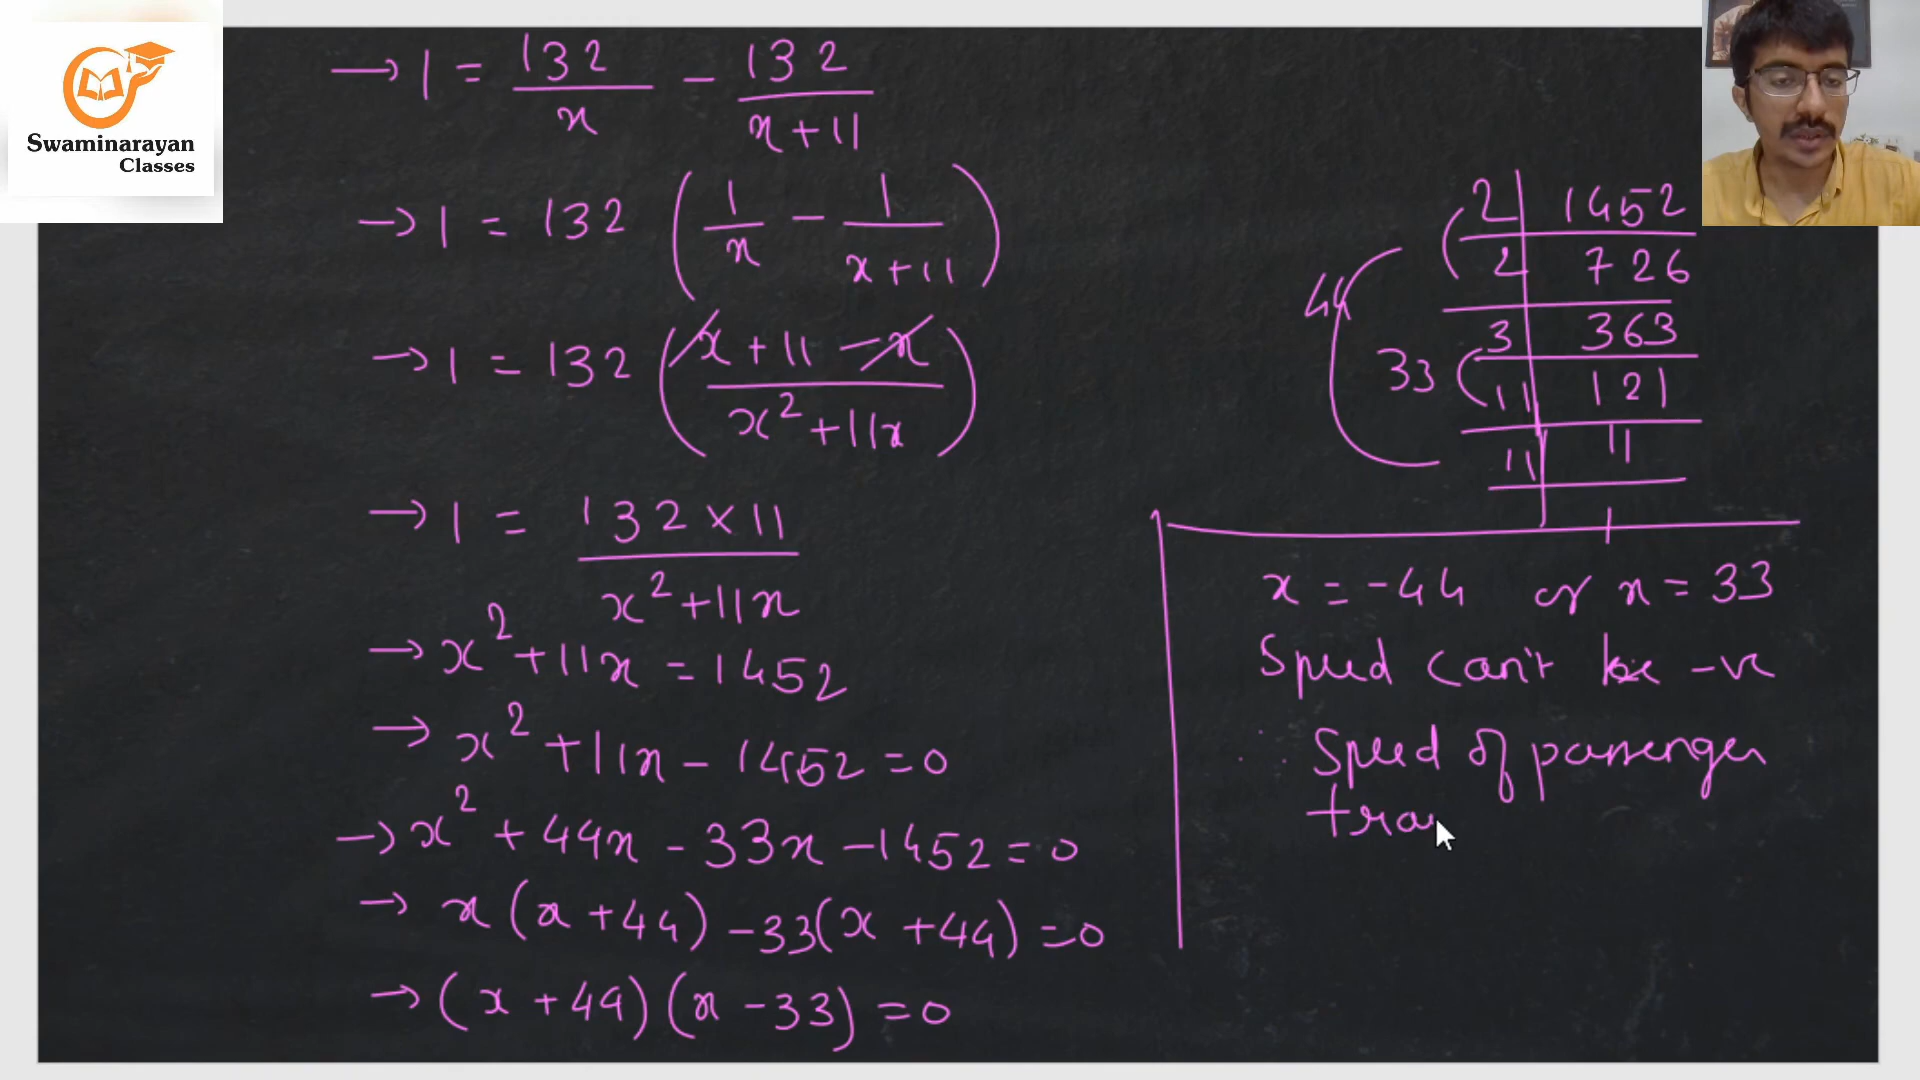 Swaminarayan
Classes
→ 1 = 132/x - 132/(x+11)
→ 1 = 132 (1/x - 1/(x+11))
→ 1 = 132 ((x+11-x)/(x²+11x))
→ 1 = (132×11)/(x²+11x)
→ x²+11x = 1452
→ x²+11x-1452=0
→ x²+44x-33x-1452=0
→ x(x+44)-33(x+44)=0
→ (x+44)(x-33)=0
2 | 1452
2 | 726
44
3 | 363
33
11 | 121
11 | 11
1
x = -44 or x = 33
Speed can't be -ve
∴ Speed of passenger
tra